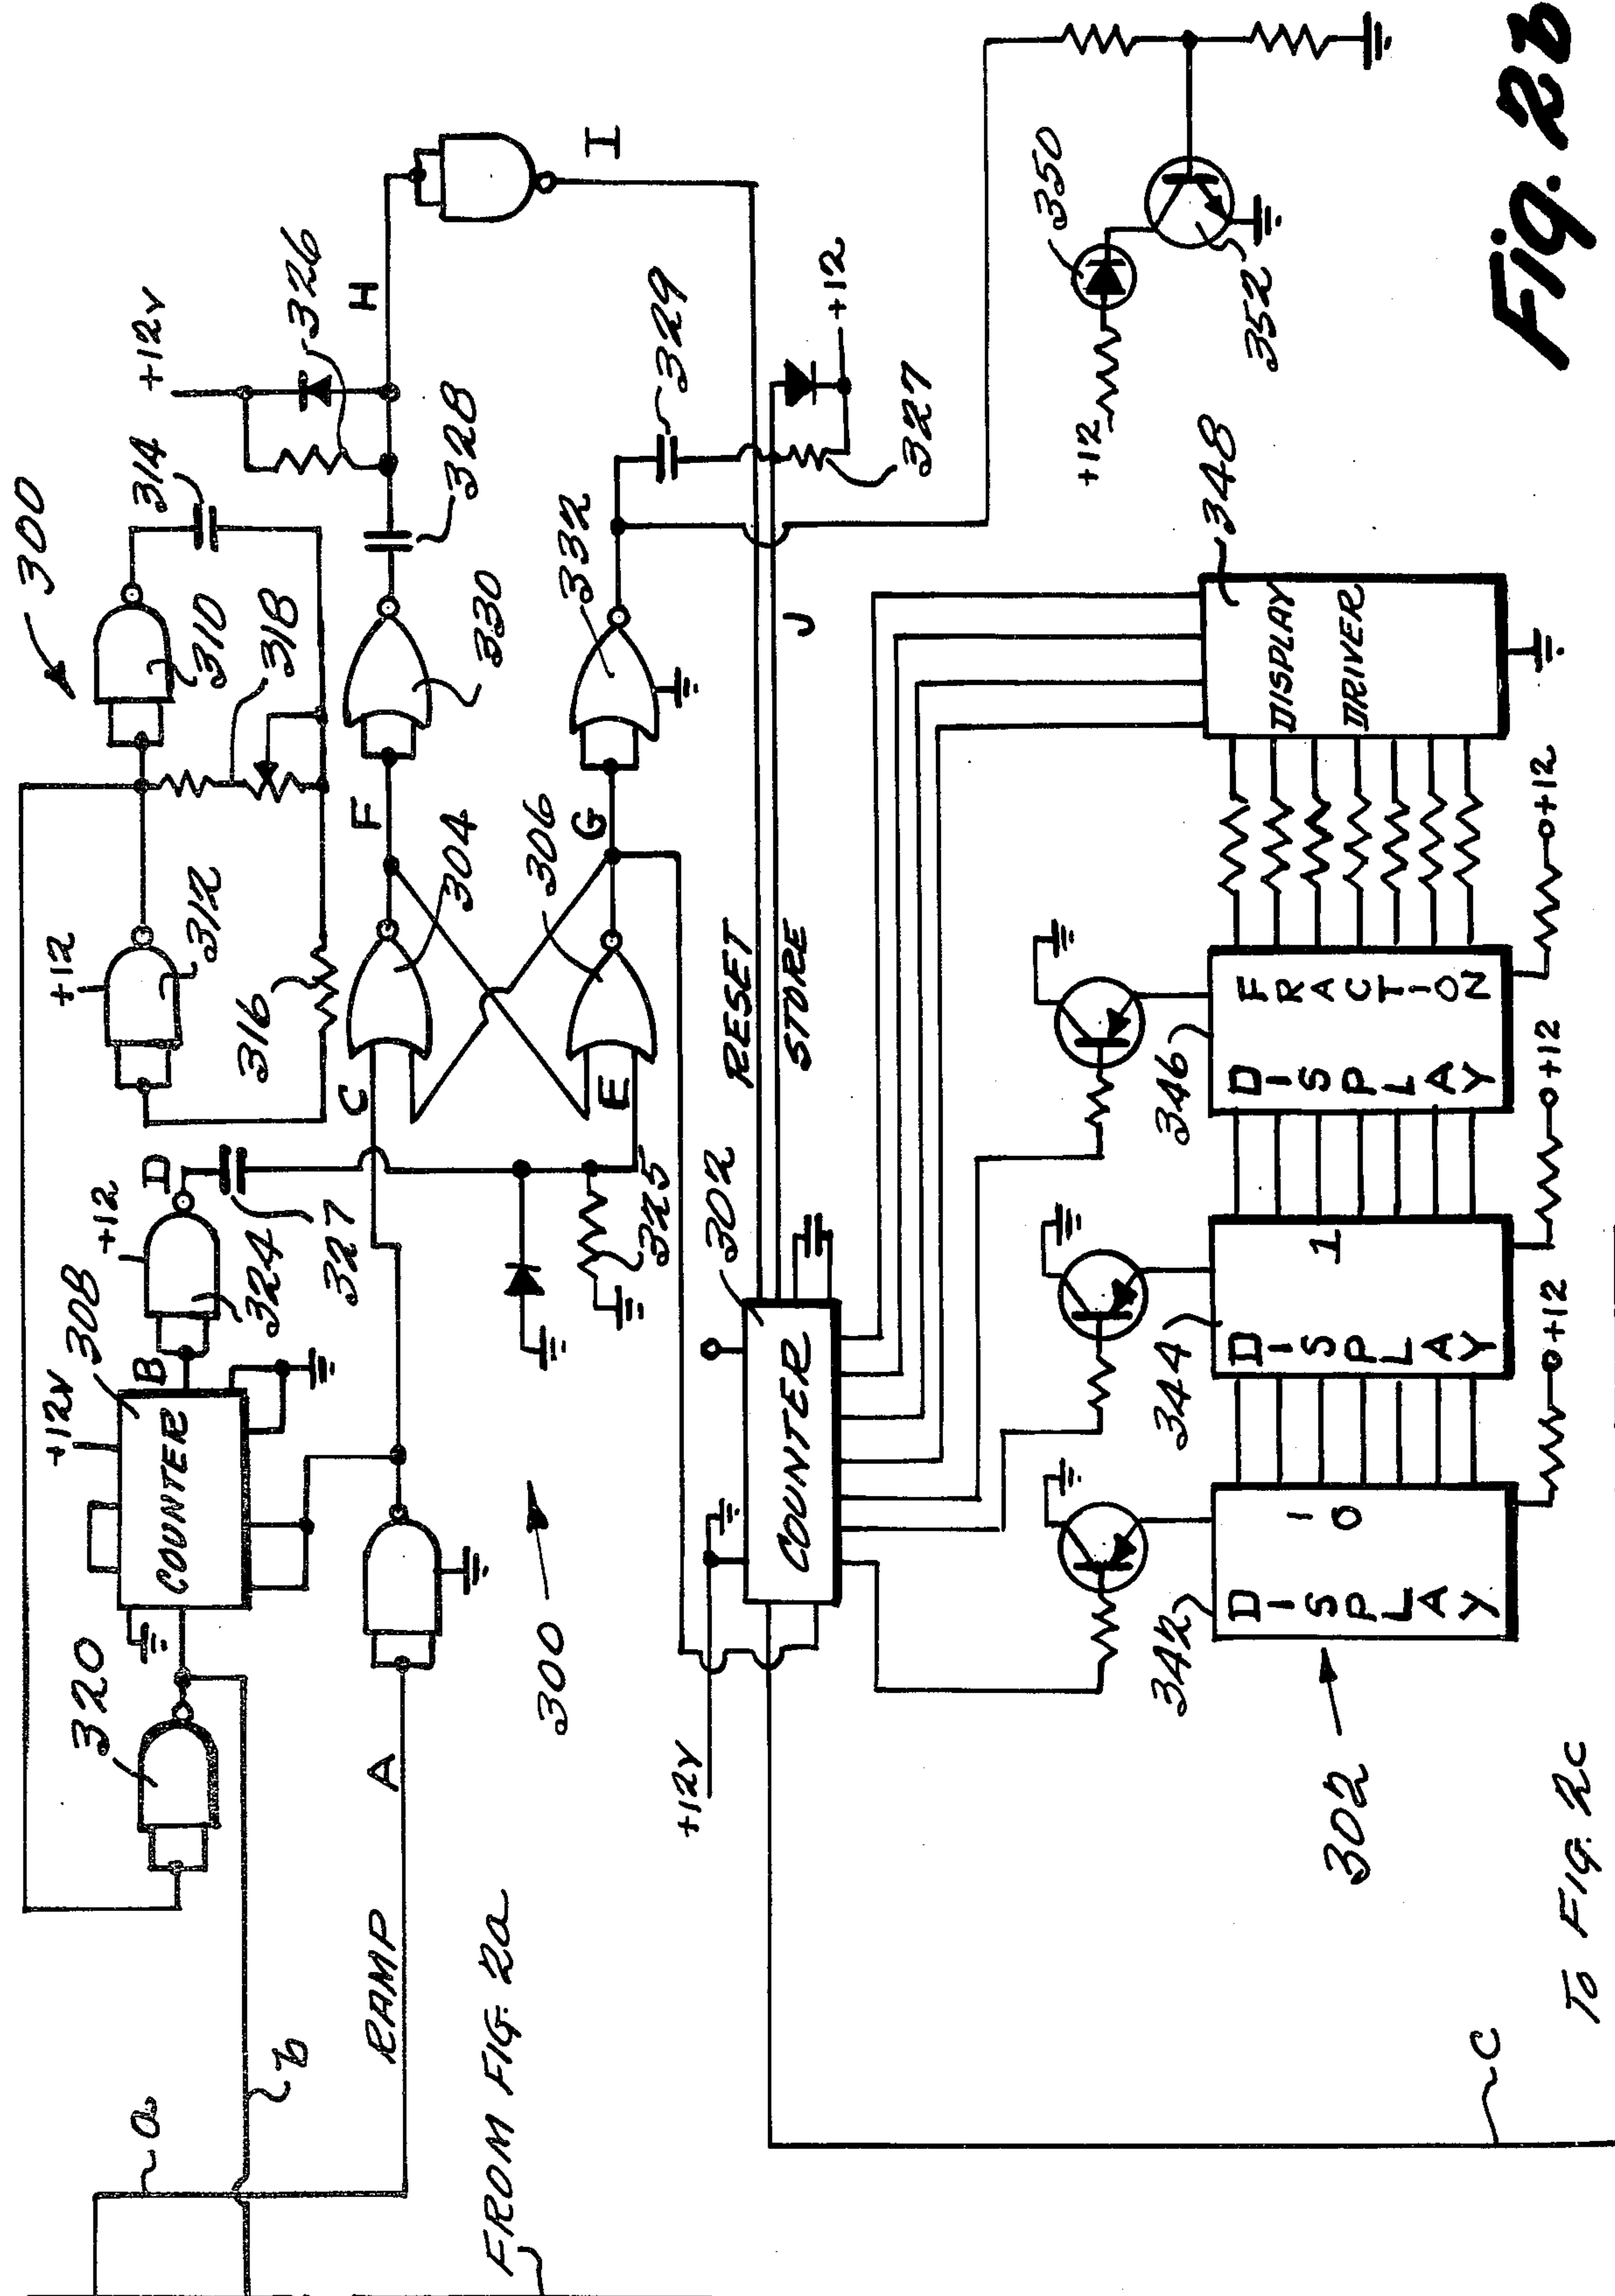 300
+12V
308
+12
D
+12
312
310
314
+12V
326
H
I
320
COUNTER
B
324
327
316
318
C
F
304
330
328
a
b
RAMP
A
300
325
E
306
G
332
329
+12
327
J
FROM FIG. 2a
+12V
302
COUNTER
RESET
STORE
+12
350
352
342
DISPLAY
10
344
DISPLAY
1
346
DISPLAY
FRACTION
DISPLAY
DRIVER
348
+12
+12
+12
302
C
TO FIG. 2c
Fig. 2B